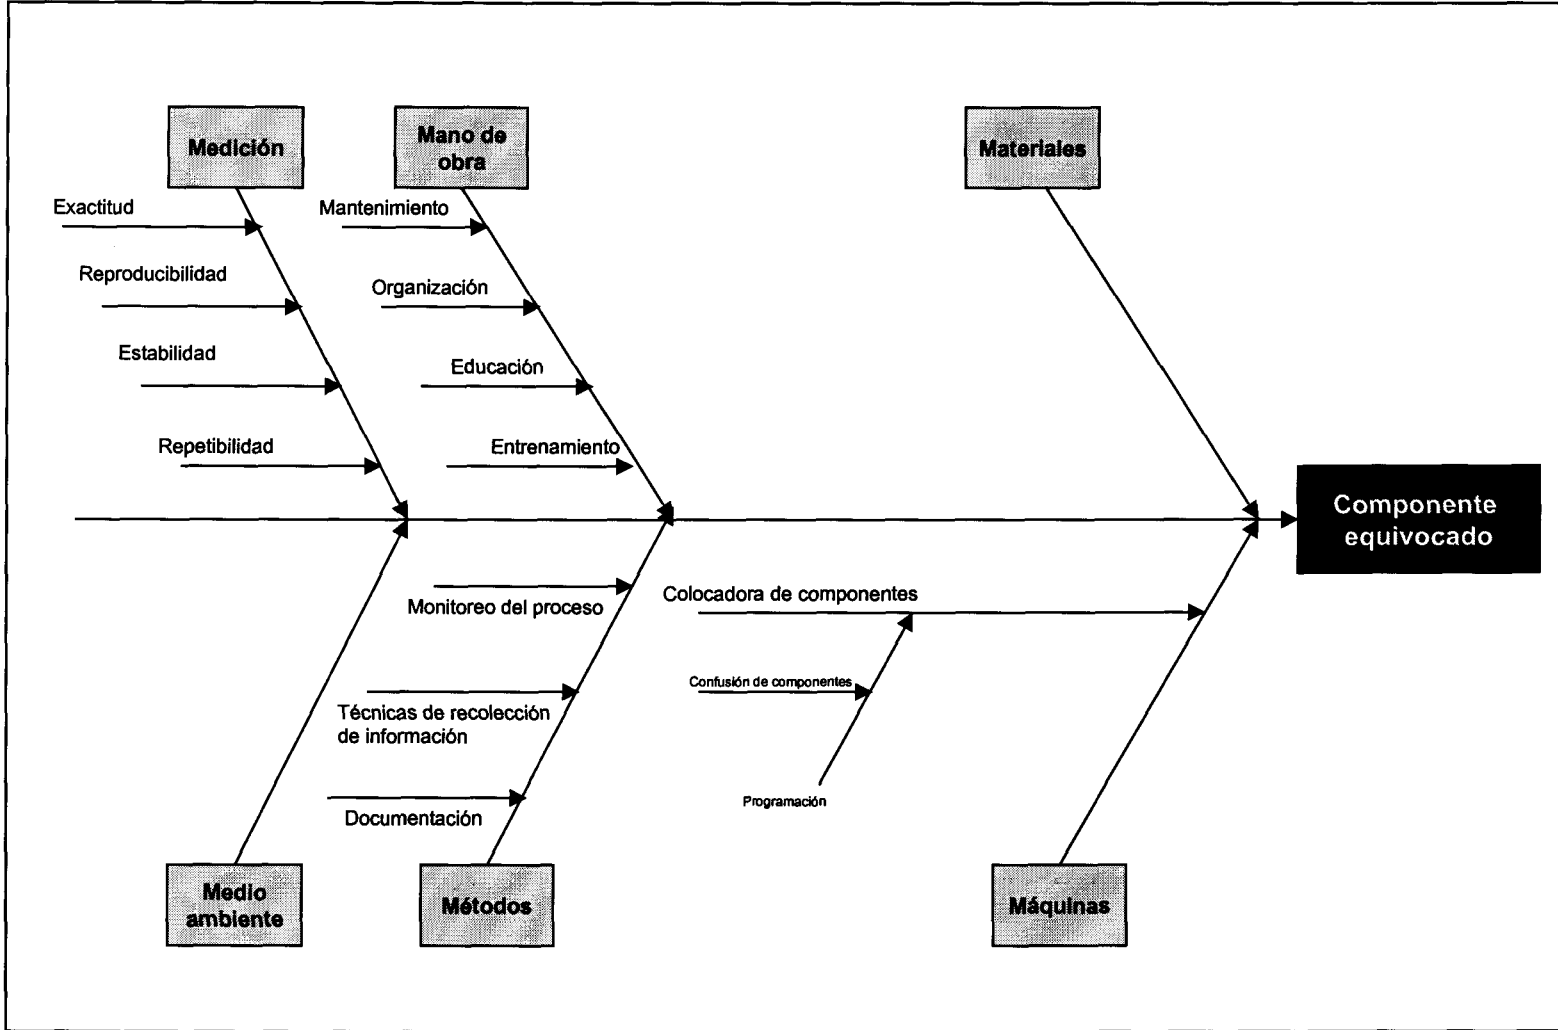 Medición
Mano de
obra
Materiales
Exactitud
Mantenimiento
Reproducibilidad
Organización
Estabilidad
Educación
Repetibilidad
Entrenamiento
Componente
equivocado
Monitoreo del proceso
Colocadora de componentes
Confusión de componentes
Técnicas de recolección
de información
Programación
Documentación
Medio
ambiente
Métodos
Máquinas